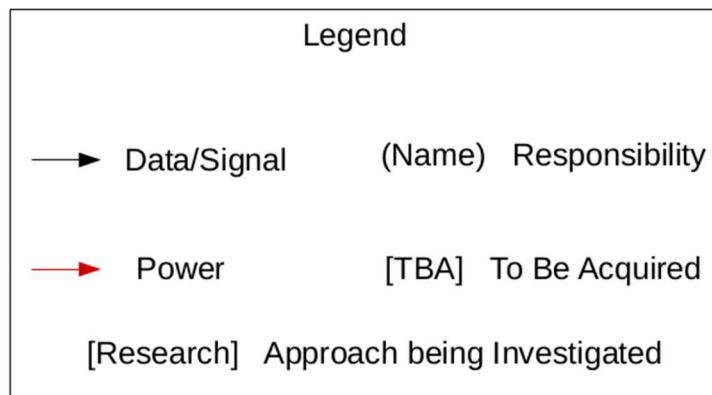 Legend
Data/Signal (Name) Responsibility
Power [TBA] To Be Acquired
[Research] Approach being Investigated